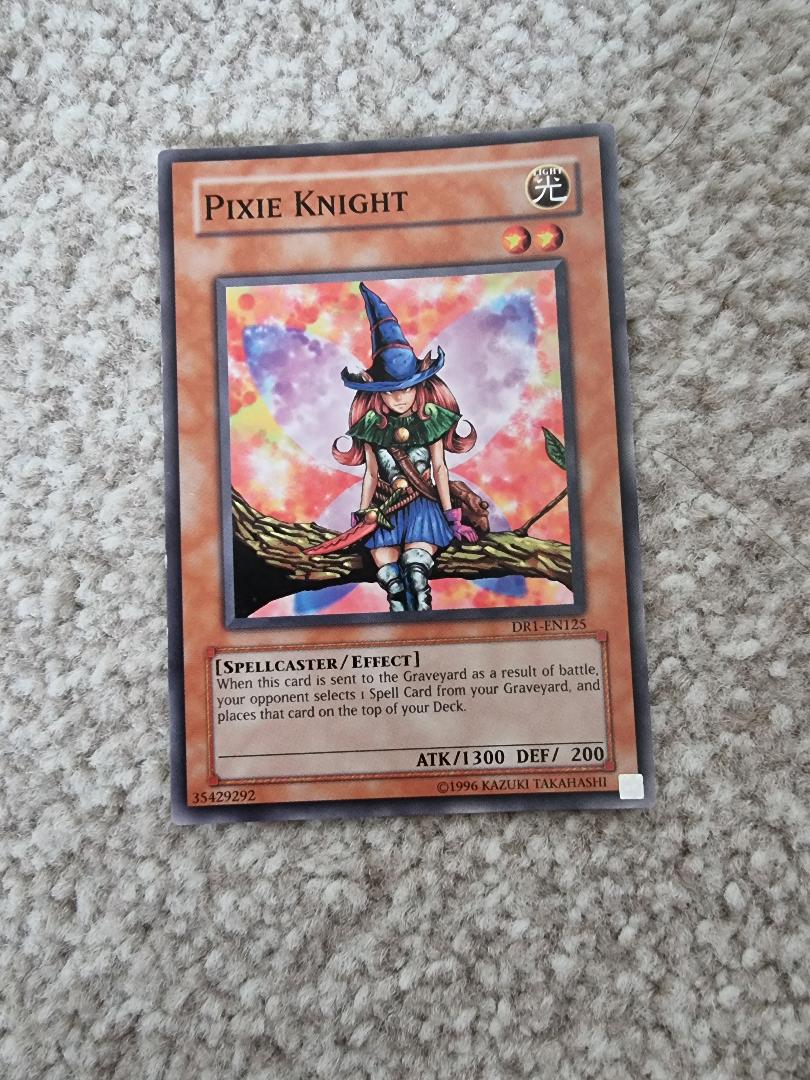 PIXIE KNIGHT
LIGHT
光
DR1-EN125
[SPELLCASTER/EFFECT]
When this card is sent to the Graveyard as a result of battle,
your opponent selects 1 Spell Card from your Graveyard, and
places that card on the top of your Deck.
ATK/1300 DEF/ 200
35429292
©1996 KAZUKI TAKAHASHI